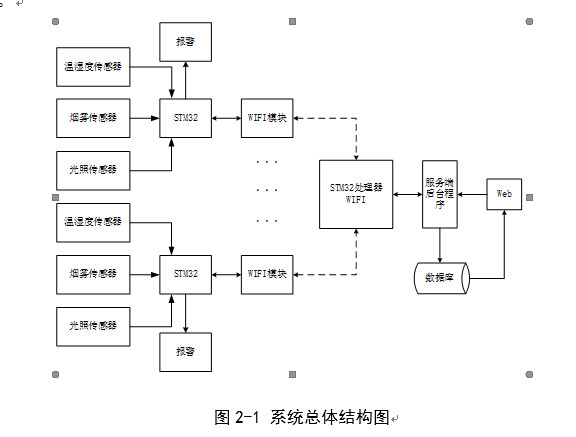 。
报警
温湿度传感器
烟雾传感器
STM32
WIFI模块
光照传感器
...
...
...
STM32处理器
WIFI
服务端
后台程
序
Web
温湿度传感器
烟雾传感器
STM32
WIFI模块
数据库
光照传感器
报警
图 2-1 系统总体结构图